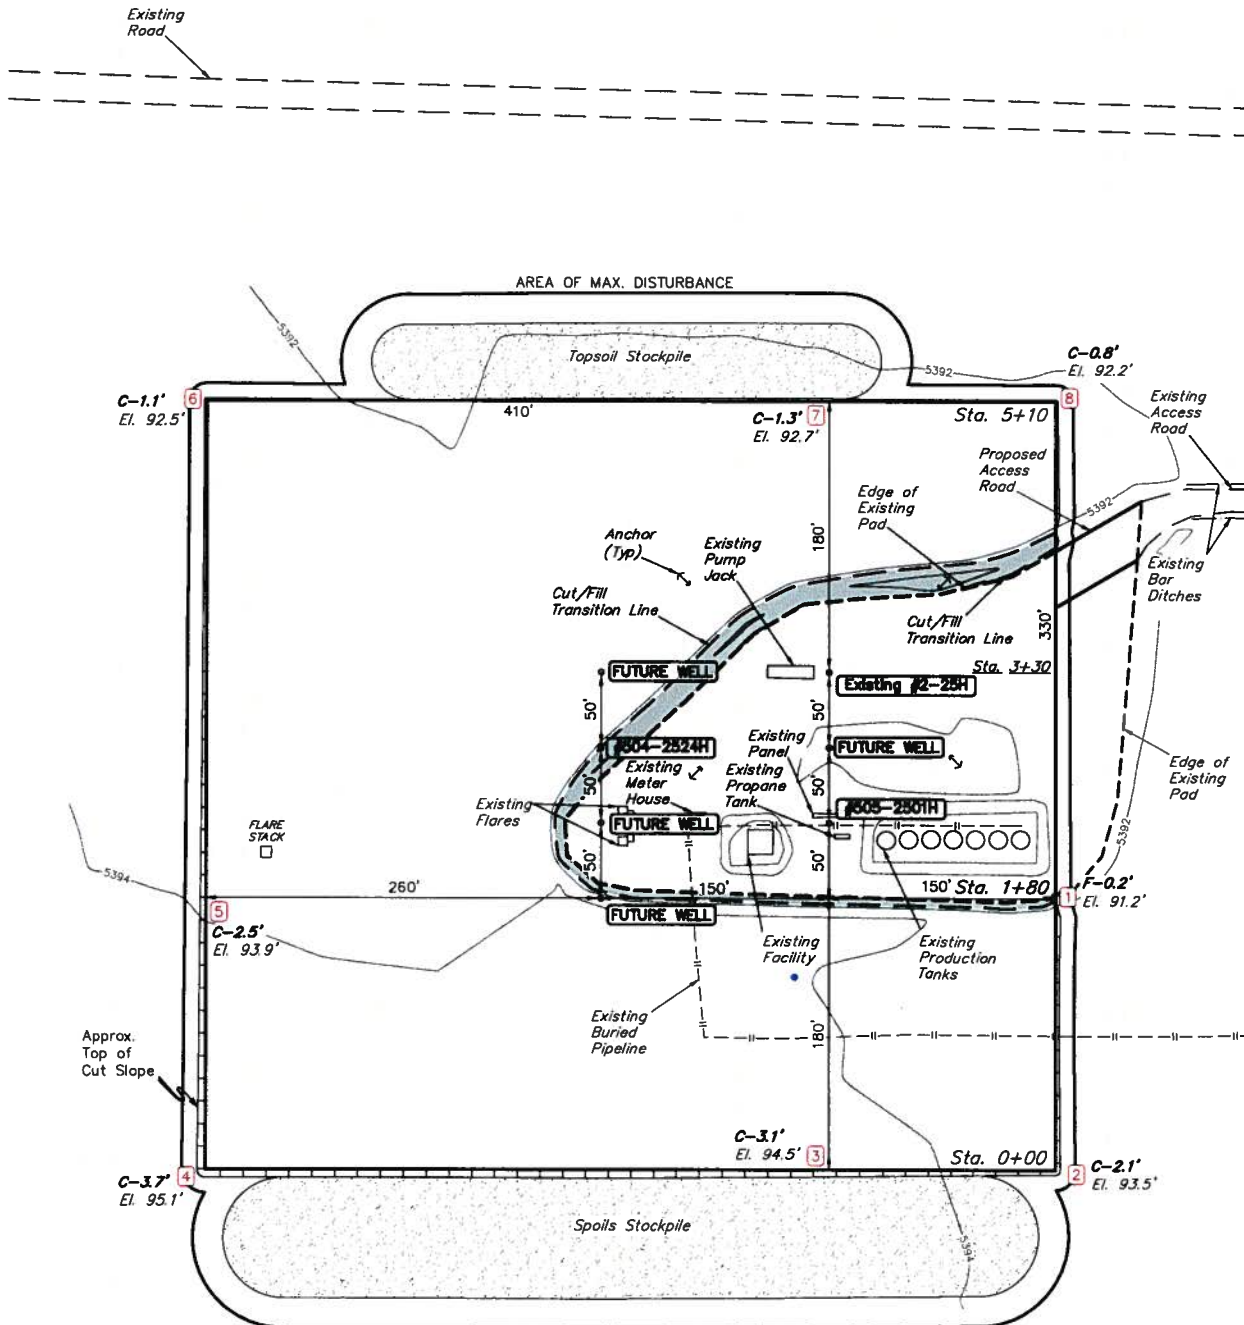 Existing
Road
AREA OF MAX. DISTURBANCE
5392
Topsoil Stockpile
5392
C-0.8'
El. 92.2'
C-1.1'
El. 92.5'
6
410'
C-1.3'
El. 92.7'
7
Sta. 5+10
8
Existing
Access
Road
Proposed
Access
Road
Edge of
Existing
Pad
5392
180'
Anchor
(Typ)
Existing
Pump
Jack
Cut/Fill
Transition Line
Existing
Bar
Ditches
Cut/Fill
Transition Line
330'
FUTURE WELL
Sta. 3+30
Existing #2-25H
50'
50'
#504-2524H
Existing
Panel
FUTURE WELL
Existing
Meter
House
Existing
Propane
Tank
Edge of
Existing
Pad
50'
50'
Existing
Flares
FUTURE WELL
#505-2501H
FLARE
STACK
50'
50'
5392
5394
260'
150'
150'
Sta. 1+80
F-0.2'
El. 91.2'
1
5
FUTURE WELL
C-2.5'
El. 93.9'
Existing
Facility
Existing
Production
Tanks
Existing
Buried
Pipeline
180'
Approx.
Top of
Cut Slope
C-3.1'
El. 94.5'
3
Sta. 0+00
4
C-3.7'
El. 95.1'
2
C-2.1'
El. 93.5'
Spoils Stockpile
5394